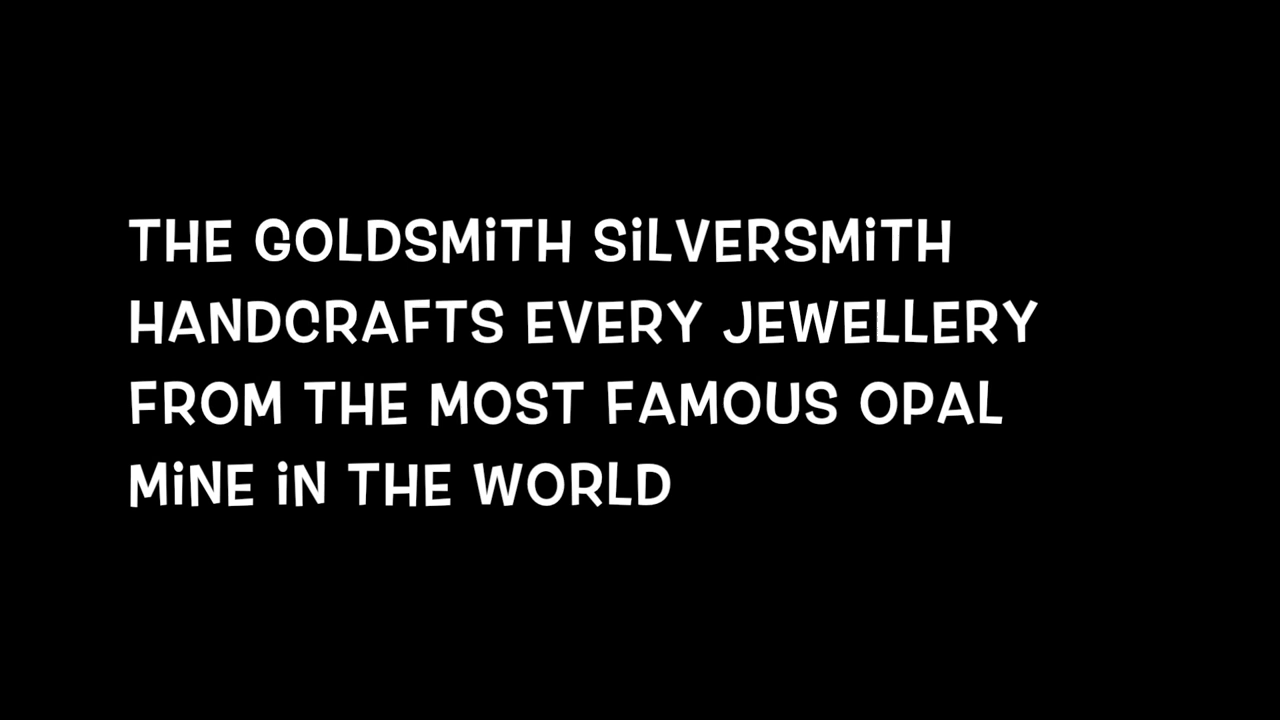 THE GOLDSMiTH SiLVERSMiTH
HANDCRAFTS EVERY JEWELLERY
FROM THE MOST FAMOUS OPAL
MiNE iN THE WORLD